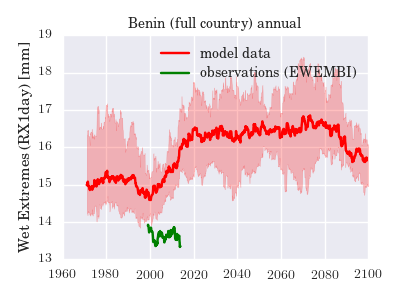 Benin (full country) annual
Wet Extremes (RX1day) [mm]
19
18
17
16
15
14
13
model data
observations (EWEMBI)
1960 1980 2000 2020 2040 2060 2080 2100